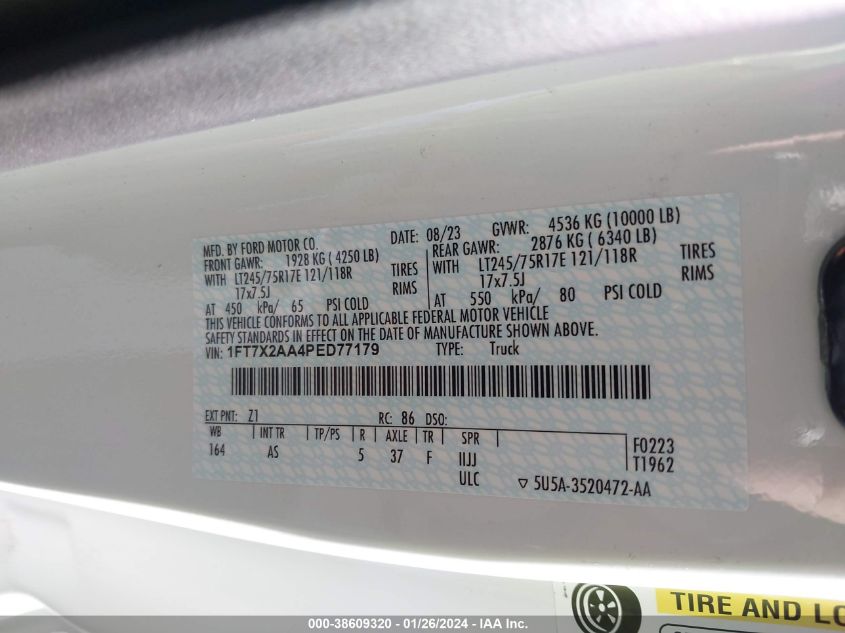 MFD. BY FORD MOTOR CO.
DATE: 08/23 GVWR: 4536 KG (10000 LB)
FRONT GAWR: 1928 KG ( 4250 LB)
REAR GAWR: 2876 KG ( 6340 LB)
WITH LT245/75R17E 121/118R TIRES
WITH LT245/75R17E 121/118R TIRES
17x7.5J RIMS
17x7.5J RIMS
AT 450 kPa/ 65 PSI COLD
AT 550 kPa/ 80 PSI COLD
THIS VEHICLE CONFORMS TO ALL APPLICABLE FEDERAL MOTOR VEHICLE
SAFETY STANDARDS IN EFFECT ON THE DATE OF MANUFACTURE SHOWN ABOVE.
VIN: 1FT7X2AA4PED77179 TYPE: Truck
EXT PNT: Z1 RC: 86 DSO:
WB INT TR TP/PS R AXLE TR SPR
164 AS 5 37 F IIJJ
ULC
F0223
T1962
5U5A-3520472-AA
TIRE AND LO
000-38609320 - 01/26/2024 - IAA Inc.